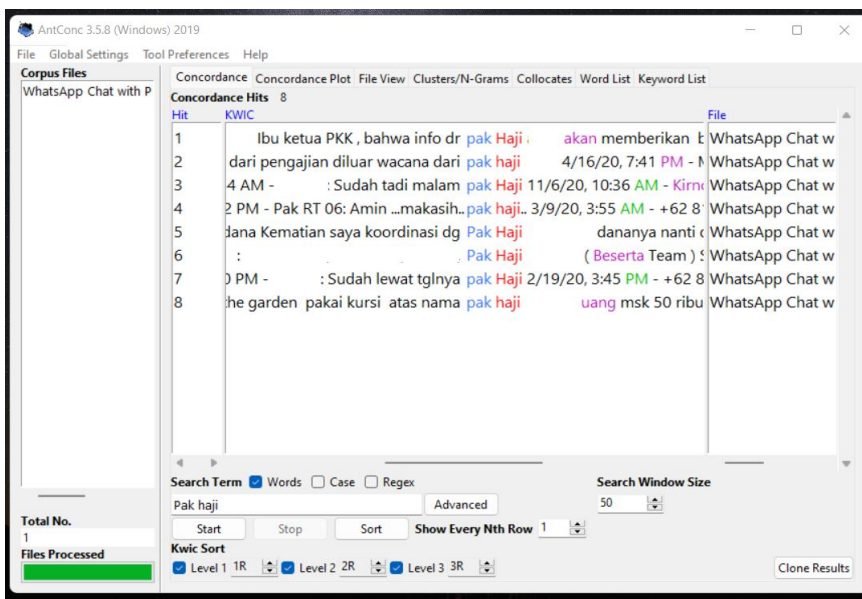 AntConc 3.5.8 (Windows) 2019
File Global Settings Tool Preferences Help
Corpus Files
WhatsApp Chat with P
Concordance Concordance Plot File View Clusters/N-Grams Collocates Word List Keyword List
Concordance Hits 8
Hit KWIC File
1 Ibu ketua PKK , bahwa info dr pak Haji akan memberikan WhatsApp Chat w
2 dari pengajian diluar wacana dari pak haji 4/16/20, 7:41 PM - WhatsApp Chat w
3 4 AM - : Sudah tadi malam pak Haji 11/6/20, 10:36 AM - Kirno WhatsApp Chat w
4 2 PM - Pak RT 06: Amin ...makasih.. pak haji.. 3/9/20, 3:55 AM - +62 8 WhatsApp Chat w
5 dana Kematian saya koordinasi dg Pak Haji dananya nanti WhatsApp Chat w
6 : Pak Haji ( Beserta Team ) WhatsApp Chat w
7 PM - : Sudah lewat tglnya pak Haji 2/19/20, 3:45 PM - +62 8 WhatsApp Chat w
8 the garden pakai kursi atas nama pak haji uang msk 50 ribu WhatsApp Chat w
Search Term Words Case Regex Search Window Size
Pak haji Advanced 50
Total No.
1
Start Stop Sort Show Every Nth Row 1
Files Processed
Kwic Sort
Level 1 1R Level 2 2R Level 3 3R Clone Results